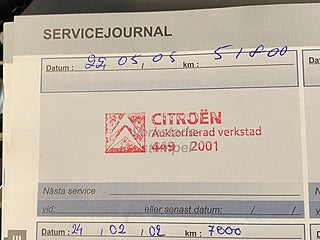 SERVICEJOURNAL
Datum: 22, 05, 05 km: 51800
CITROËN
Auktoriserad verkstad
449 2001
Nästa service
vid: eller senast datum: / /
Datum: 24, 02, 02 km: 7800